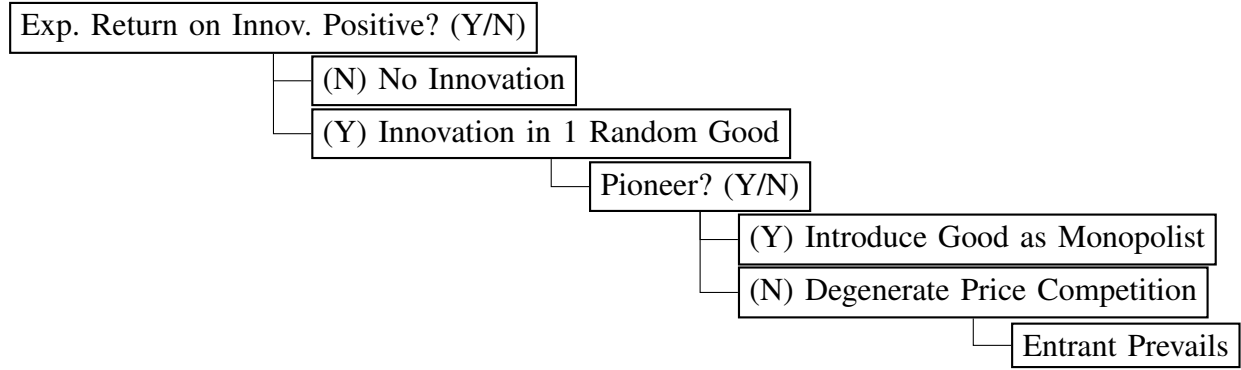 Exp. Return on Innov. Positive? (Y/N)
(N) No Innovation
(Y) Innovation in 1 Random Good
Pioneer? (Y/N)
(Y) Introduce Good as Monopolist
(N) Degenerate Price Competition
Entrant Prevails